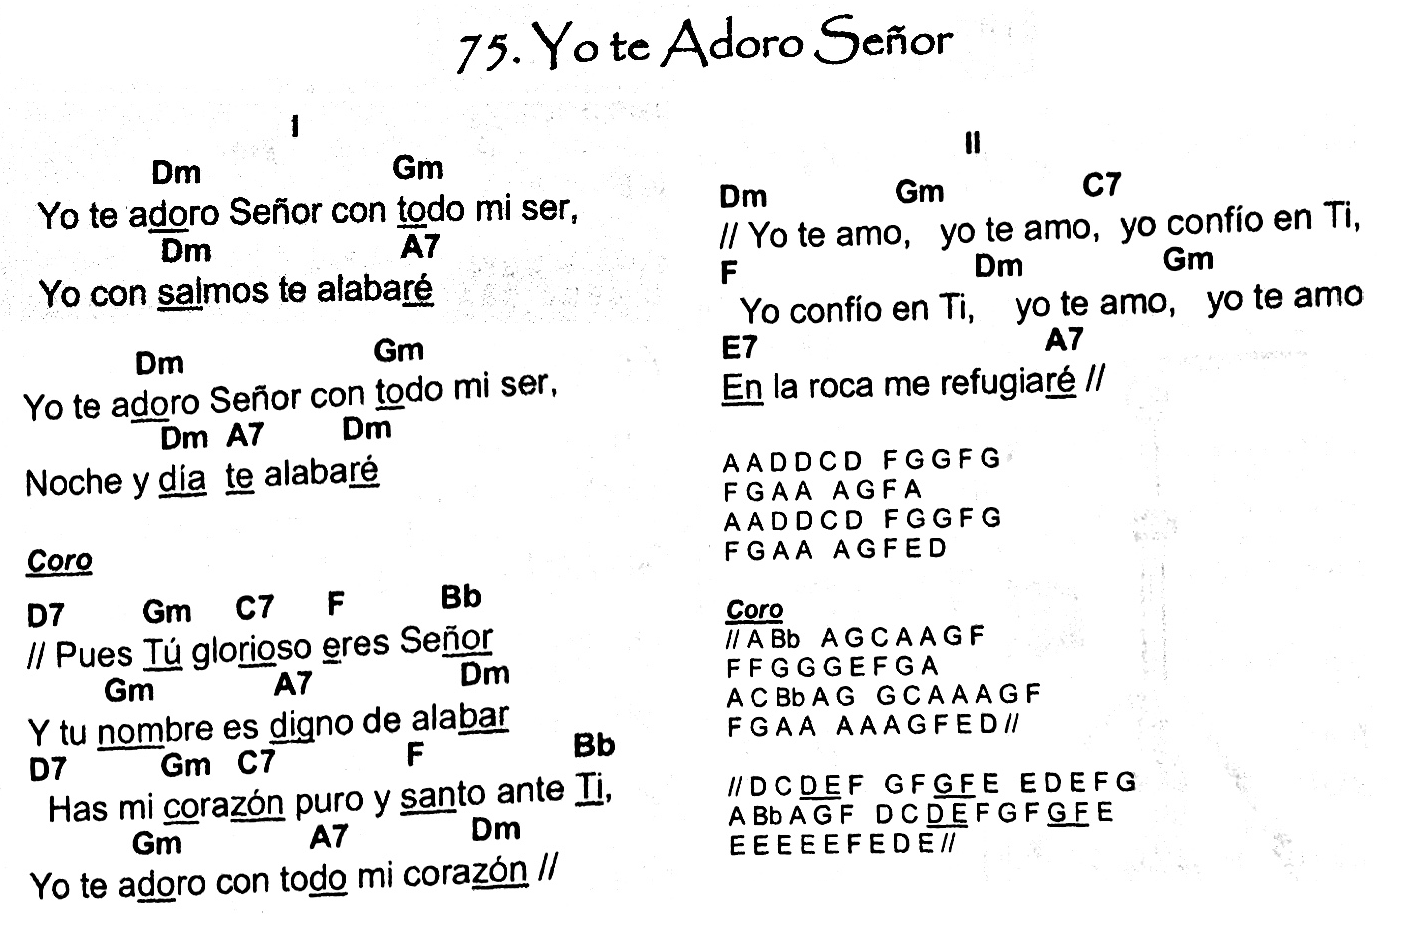 75. Yo te Adoro Señor
I
Dm Gm
Yo te adoro Señor con todo mi ser,
Dm A7
Yo con salmos te alabaré
Dm Gm
Yo te adoro Señor con todo mi ser,
Dm A7 Dm
Noche y día te alabaré
Coro
D7 Gm C7 F Bb
// Pues Tú glorioso eres Señor
Gm A7 Dm
Y tu nombre es digno de alabar
D7 Gm C7 F Bb
Has mi corazón puro y santo ante Ti,
Gm A7 Dm
Yo te adoro con todo mi corazón //
II
Dm Gm C7
// Yo te amo, yo te amo, yo confío en Ti,
F Dm Gm
Yo confío en Ti, yo te amo, yo te amo
E7 A7
En la roca me refugiaré //
A A D D C D F G G F G
F G A A A G F A
A A D D C D F G G F G
F G A A A G F E D
Coro
// A Bb A G C A A G F
F F G G G E F G A
A C Bb A G G C A A A G F
F G A A A A A G F E D //
// D C D E F G F G F E E D E F G
A Bb A G F D C D E F G F G F E
E E E E E F E D E //